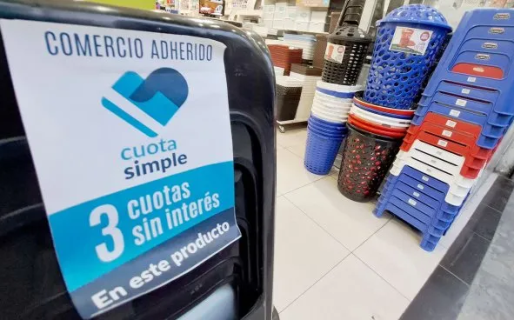 COMERCIO ADHERIDO
cuota
simple
3 cuotas
sin interés
En este producto